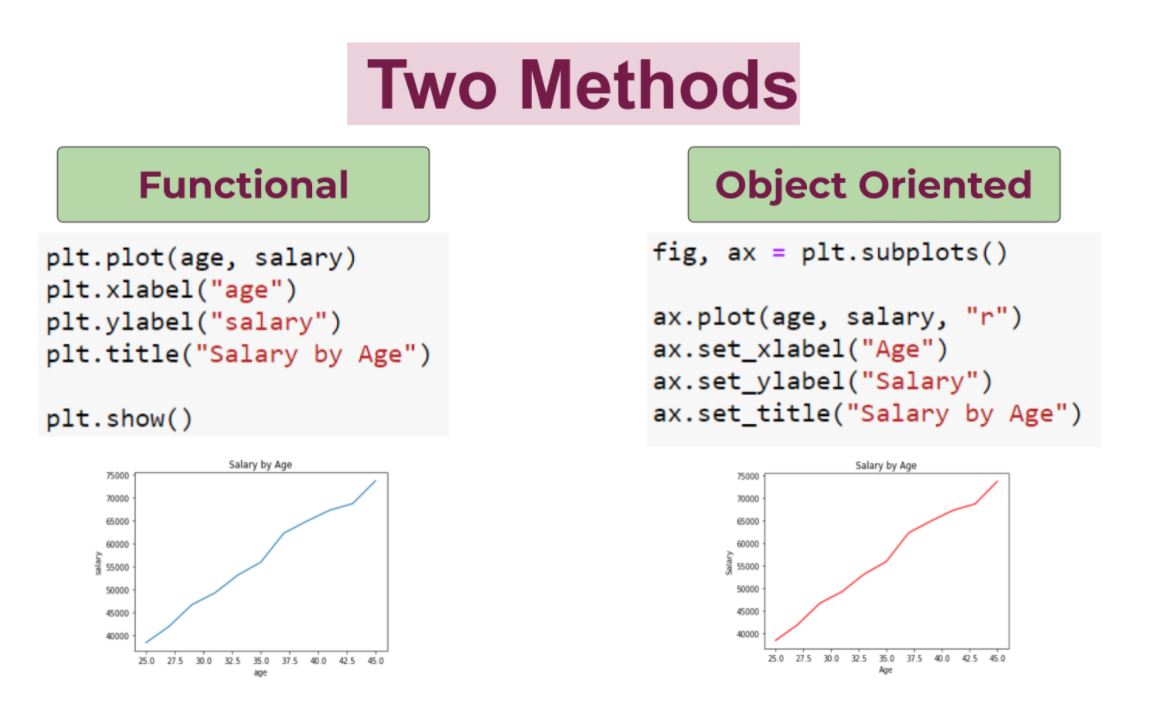 Two Methods
Functional
Object Oriented
plt.plot(age, salary)
plt.xlabel("age")
plt.ylabel("salary")
plt.title("Salary by Age")
plt.show()
fig, ax = plt.subplots()
ax.plot(age, salary, "r")
ax.set_xlabel("Age")
ax.set_ylabel("Salary")
ax.set_title("Salary by Age")
Salary by Age
75000
70000
65000
60000
55000
50000
45000
40000
salary
25.0 27.5 30.0 32.5 35.0 37.5 40.0 42.5 45.0
age
Salary by Age
75000
70000
65000
60000
55000
50000
45000
40000
Salary
25.0 27.5 30.0 32.5 35.0 37.5 40.0 42.5 45.0
Age